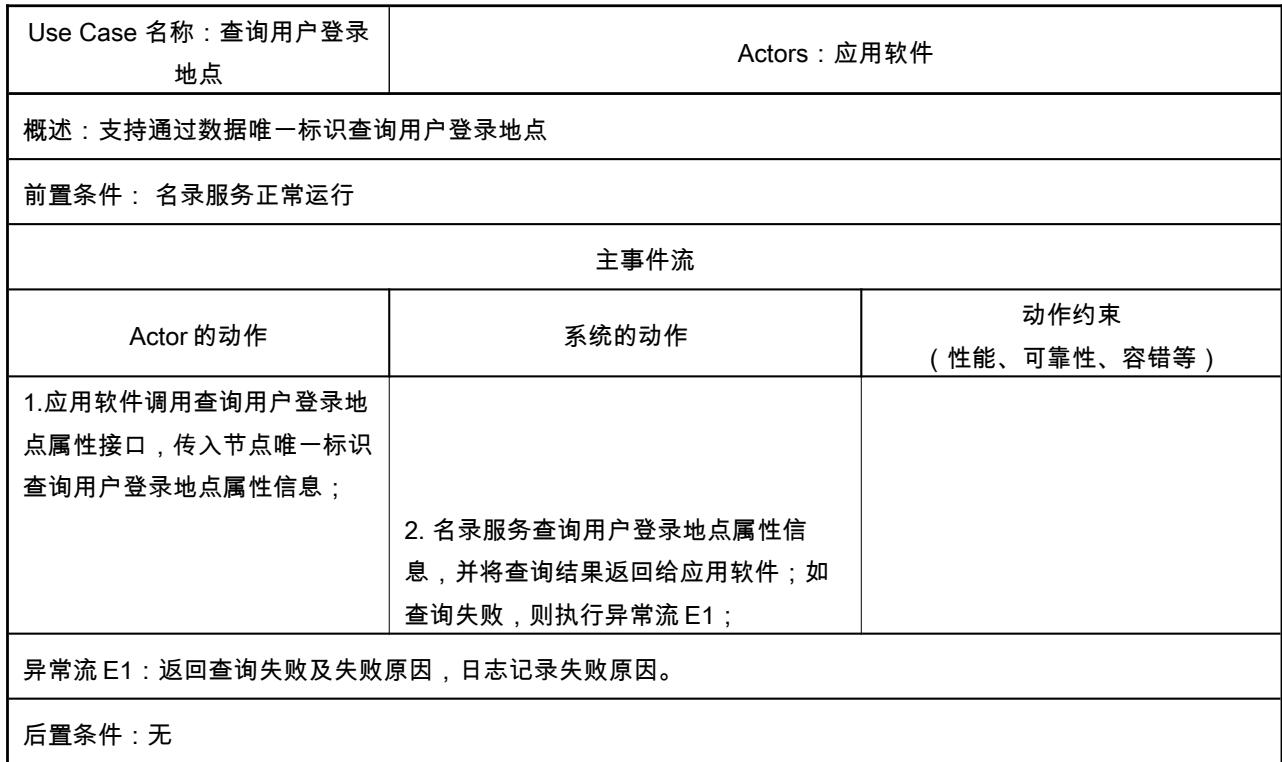 Use Case 名称：查询用户登录
地点
Actors：应用软件
概述：支持通过数据唯一标识查询用户登录地点
前置条件： 名录服务正常运行
主事件流
Actor 的动作
系统的动作
动作约束
（性能、可靠性、容错等）
1.应用软件调用查询用户登录地
点属性接口，传入节点唯一标识
查询用户登录地点属性信息；
2. 名录服务查询用户登录地点属性信
息，并将查询结果返回给应用软件；如
查询失败，则执行异常流 E1；
异常流 E1：返回查询失败及失败原因，日志记录失败原因。
后置条件：无